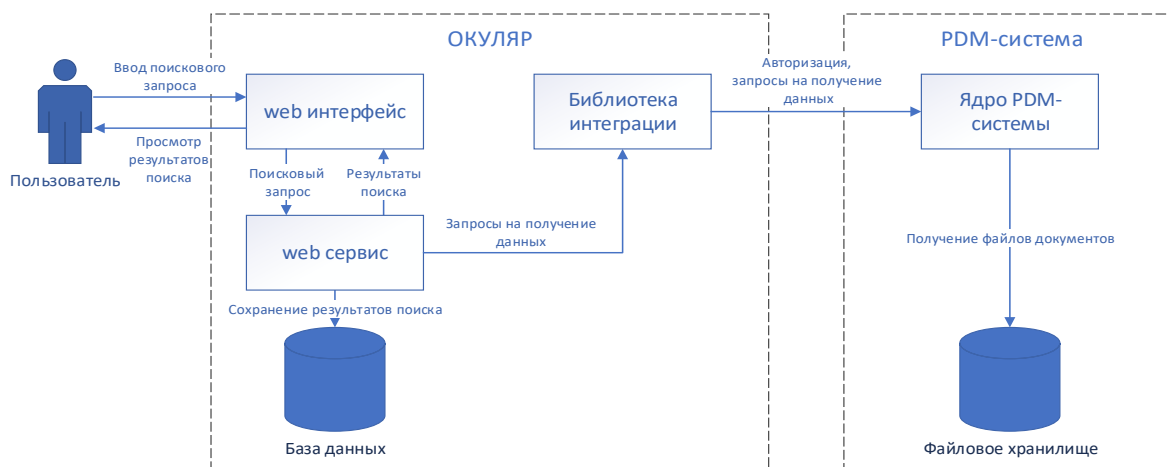 ОКУЛЯР
PDM-система
Ввод поискового
запроса
web интерфейс
Просмотр
результатов
поиска
Пользователь
Поисковый
запрос
Результаты
поиска
web сервис
Запросы на получение
данных
Сохранение результатов поиска
База данных
Библиотека
интеграции
Авторизация,
запросы на получение
данных
Ядро PDM-
системы
Получение файлов документов
Файловое хранилище